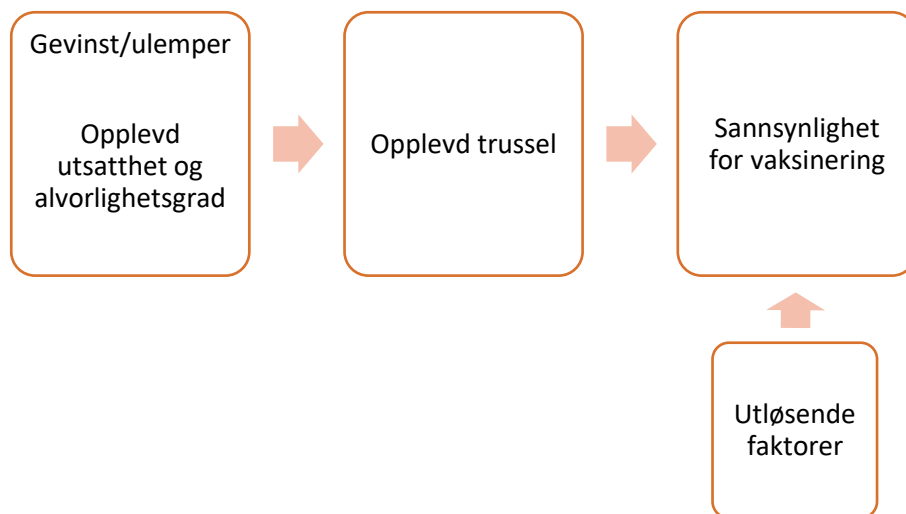 Gevinst/ulemper
Opplevd
utsatthet og
alvorlighetsgrad
Opplevd trussel
Sannsynlighet
for vaksinering
Utløsende
faktorer